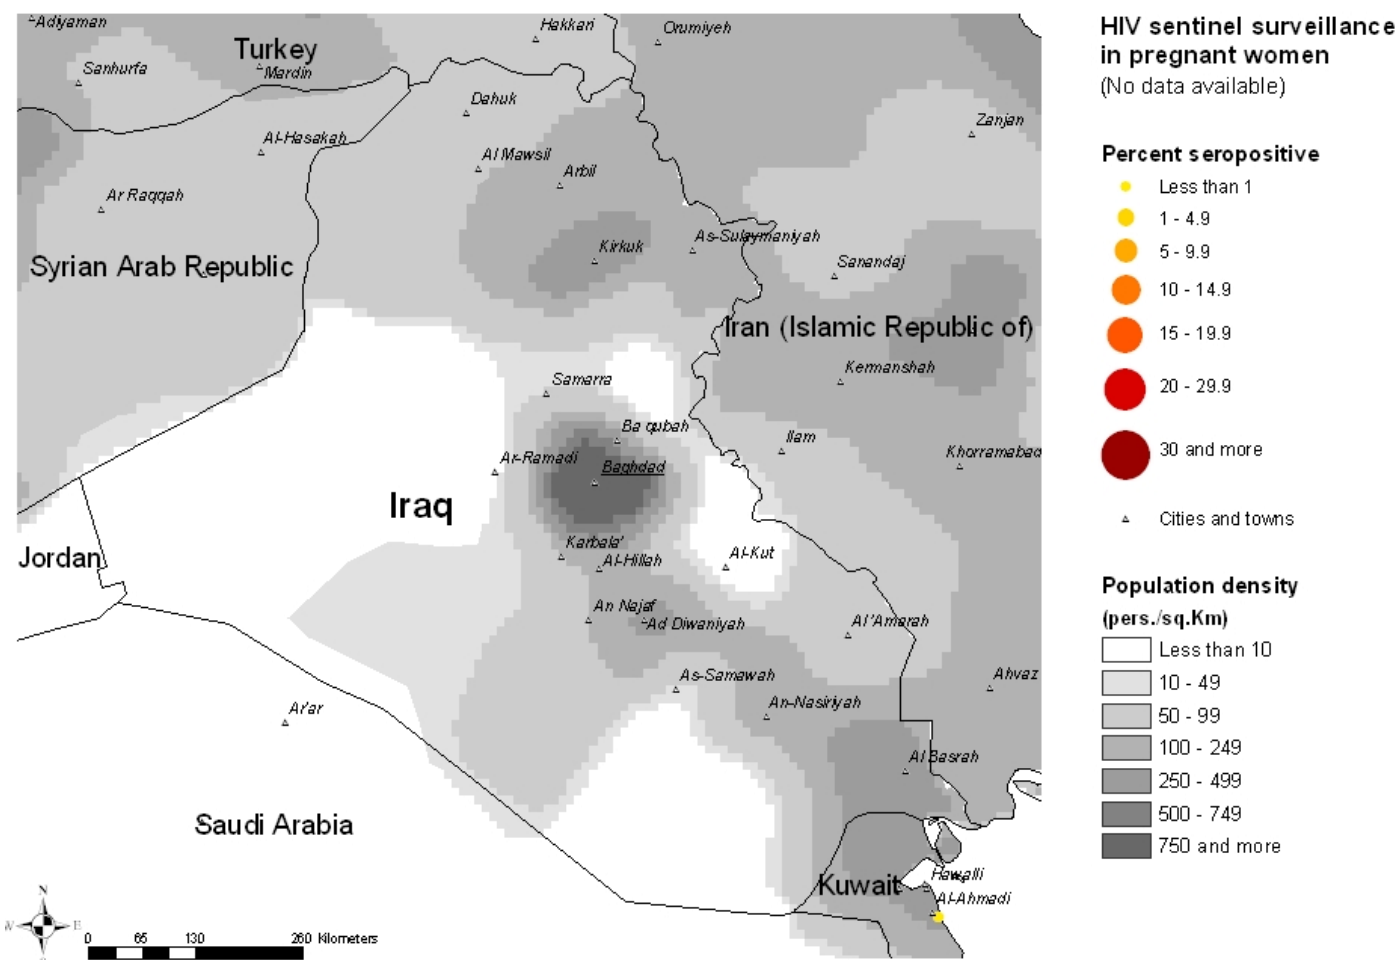 Adiyaman
Hakkari
Orumiyeh
Turkey
Mardin
Sanhurfa
Dahuk
Zanjan
Al-Hasakah
Al Mawsil
Arbil
Ar Raqqah
As-Sulaymaniyah
Kirkuk
Sanandaj
Syrian Arab Republic
Iran (Islamic Republic of)
Kermanshah
Samarra
Ba qubah
Ilam
Khorramabad
Ar-Ramadi
Baghdad
Iraq
Jordan
Karbala'
Al-Hillah
Al-Kut
An Najaf
Ad Diwaniyah
Al'Amarah
As-Samawah
Ahvaz
An-Nasiriyah
Ar'ar
Al Basrah
Saudi Arabia
Kuwait
Hawalli
Al-Ahmadi
N
W
E
0 65 130 260 Kilometers
HIV sentinel surveillance
in pregnant women
(No data available)
Percent seropositive
Less than 1
1 - 4.9
5 - 9.9
10 - 14.9
15 - 19.9
20 - 29.9
30 and more
Cities and towns
Population density
(pers./sq.Km)
Less than 10
10 - 49
50 - 99
100 - 249
250 - 499
500 - 749
750 and more